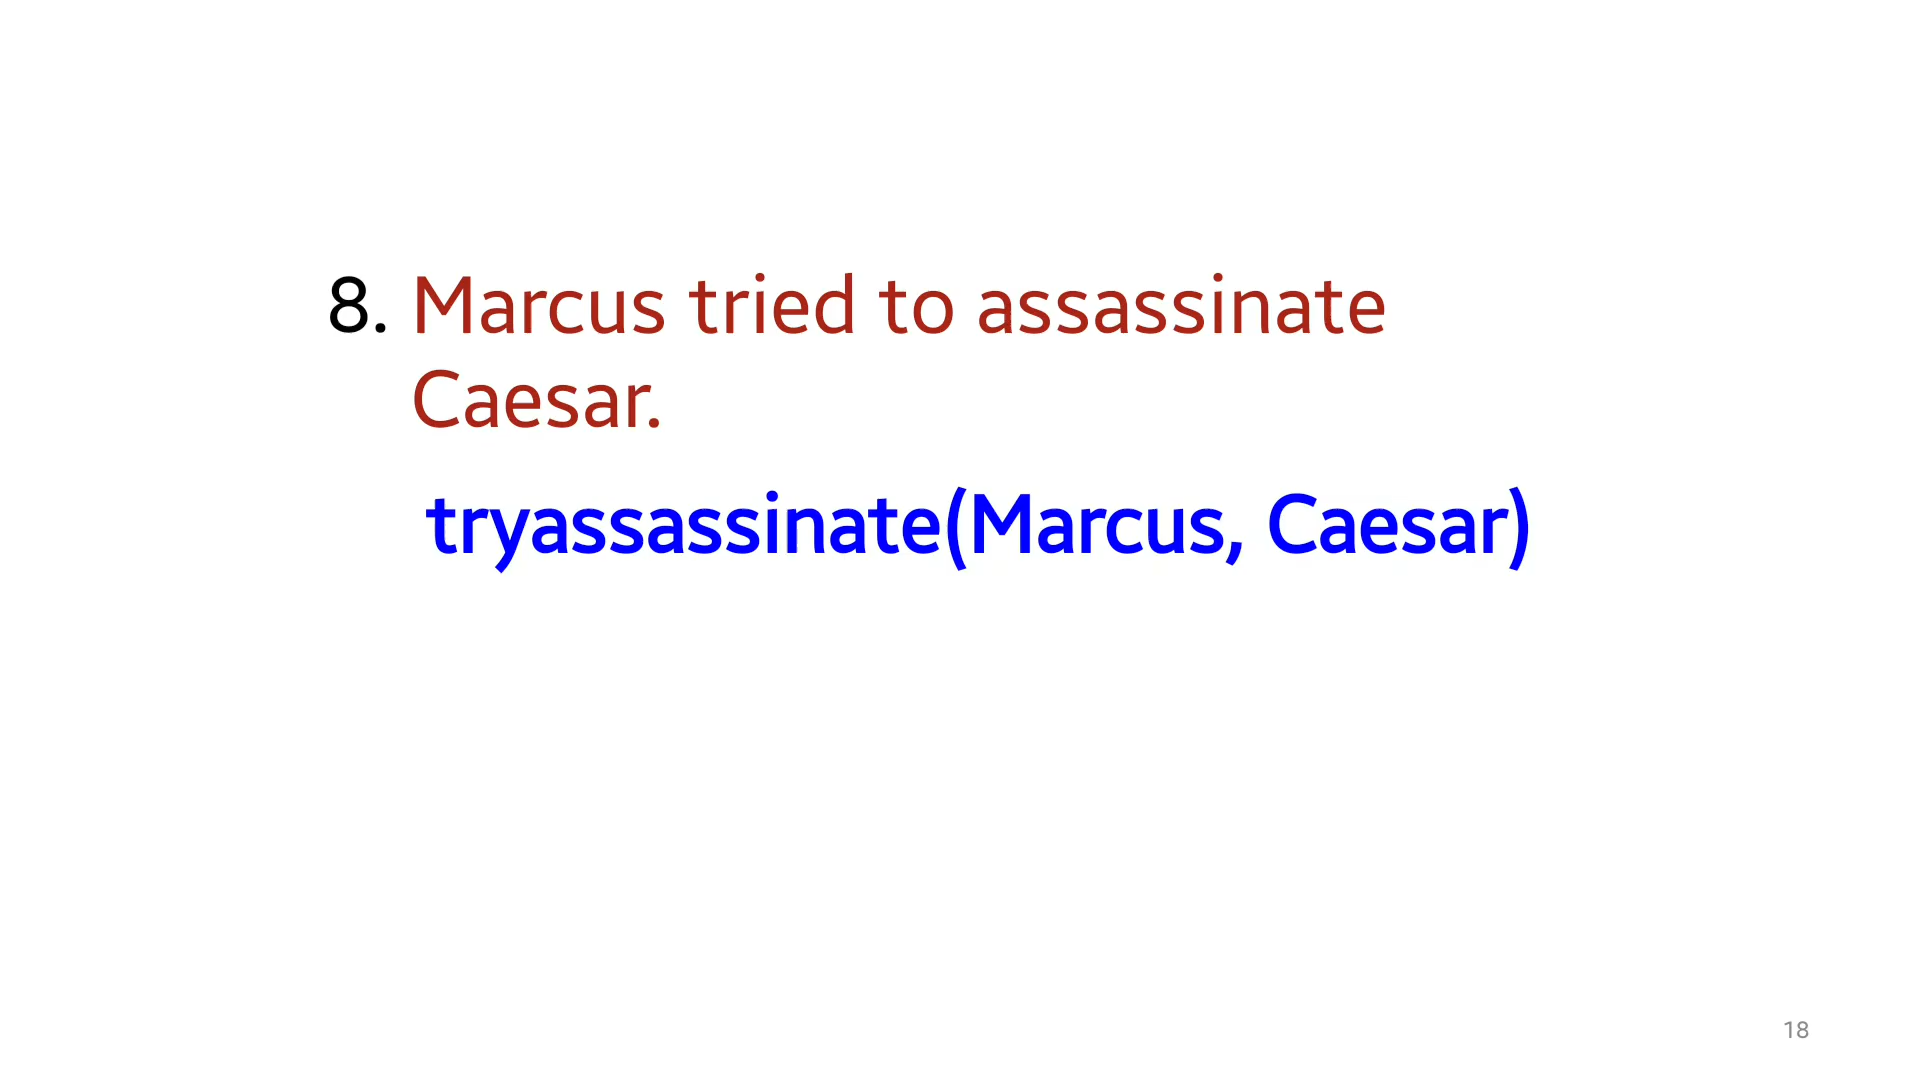 8. Marcus tried to assassinate
Caesar.
tryassassinate(Marcus, Caesar)
18